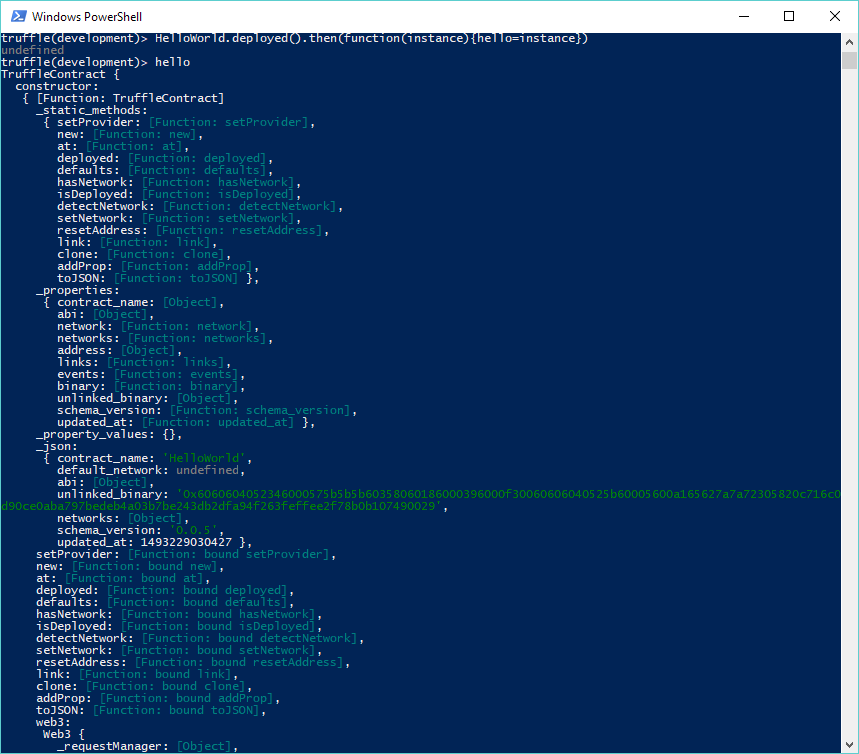 Windows PowerShell
truffle(development)> HelloWorld.deployed().then(function(instance){hello=instance})
undefined
truffle(development)> hello
TruffleContract {
  constructor:
   { [Function: TruffleContract]
     _static_methods:
      { setProvider: [Function: setProvider],
        new: [Function: new],
        at: [Function: at],
        deployed: [Function: deployed],
        defaults: [Function: defaults],
        hasNetwork: [Function: hasNetwork],
        isDeployed: [Function: isDeployed],
        detectNetwork: [Function: detectNetwork],
        setNetwork: [Function: setNetwork],
        resetAddress: [Function: resetAddress],
        link: [Function: link],
        clone: [Function: clone],
        addProp: [Function: addProp],
        toJSON: [Function: toJSON] },
     _properties:
      { contract_name: [Object],
        abi: [Object],
        network: [Function: network],
        networks: [Function: networks],
        address: [Object],
        links: [Function: links],
        events: [Function: events],
        binary: [Function: binary],
        unlinked_binary: [Object],
        schema_version: [Function: schema_version],
        updated_at: [Function: updated_at] },
     _property_values: {},
     _json:
      { contract_name: 'HelloWorld',
        default_network: undefined,
        abi: [Object],
        unlinked_binary: '0x6060604052346000575b5b5b60358060186000396000f30060606040525b60005600a165627a7a72305820c716c0
d90ce0aba797bedeb4a03b7be243db2dfa94f263feffee2f78b0b107490029',
        networks: [Object],
        schema_version: '0.0.5',
        updated_at: 1493229030427 },
     setProvider: [Function: bound setProvider],
     new: [Function: bound new],
     at: [Function: bound at],
     deployed: [Function: bound deployed],
     defaults: [Function: bound defaults],
     hasNetwork: [Function: bound hasNetwork],
     isDeployed: [Function: bound isDeployed],
     detectNetwork: [Function: bound detectNetwork],
     setNetwork: [Function: bound setNetwork],
     resetAddress: [Function: bound resetAddress],
     link: [Function: bound link],
     clone: [Function: bound clone],
     addProp: [Function: bound addProp],
     toJSON: [Function: bound toJSON],
     web3:
      Web3 {
        _requestManager: [Object],